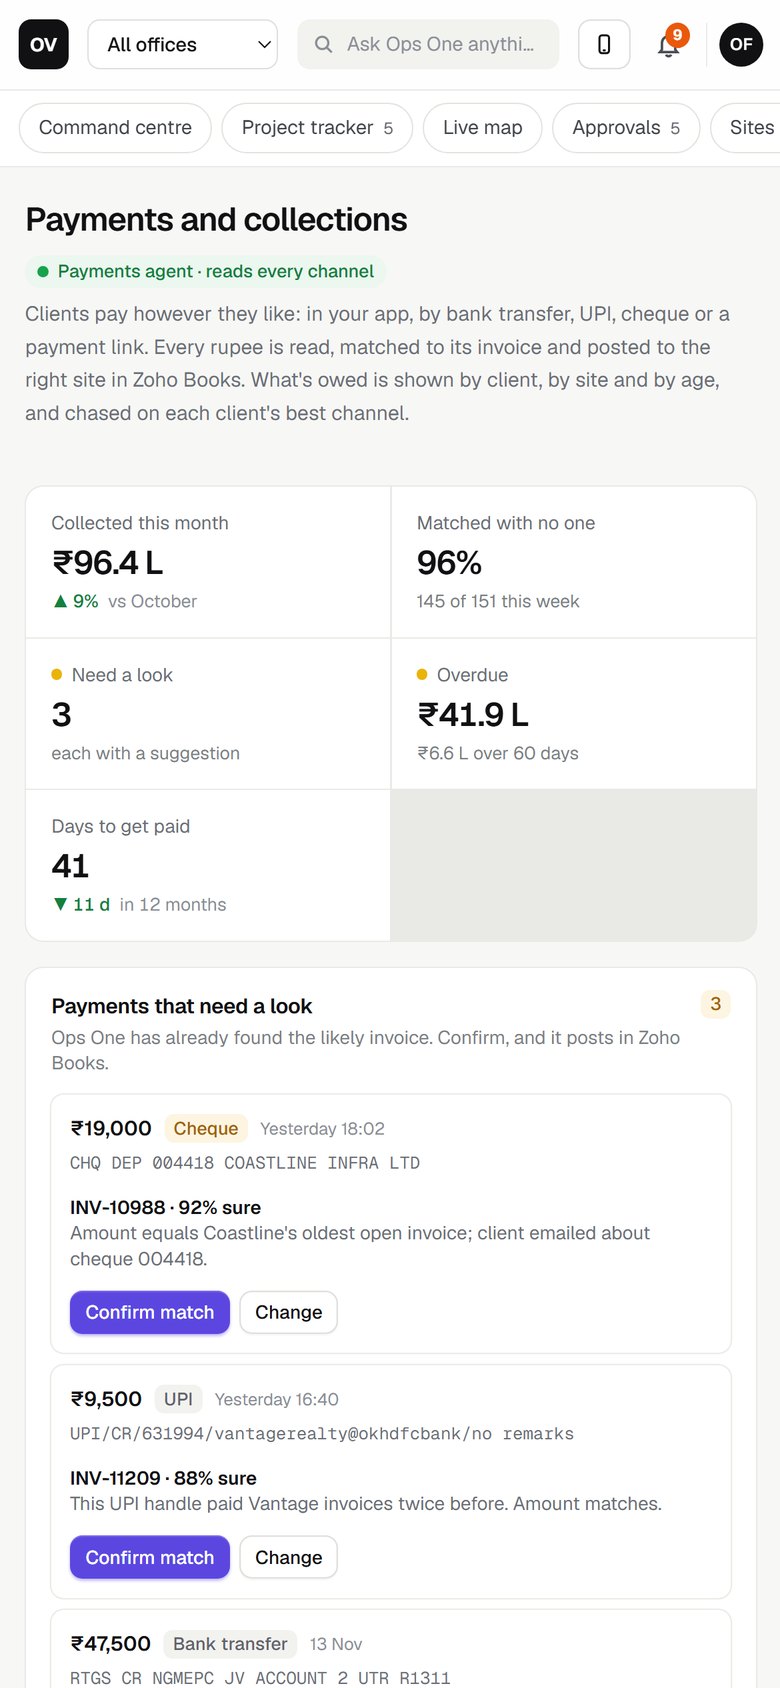 OV
All offices
Ask Ops One anythi...
9
OF
Command centre
Project tracker 5
Live map
Approvals 5
Sites
Payments and collections
Payments agent · reads every channel
Clients pay however they like: in your app, by bank transfer, UPI, cheque or a
payment link. Every rupee is read, matched to its invoice and posted to the
right site in Zoho Books. What's owed is shown by client, by site and by age,
and chased on each client's best channel.
Collected this month
₹96.4 L
▲ 9% vs October
Matched with no one
96%
145 of 151 this week
Need a look
3
each with a suggestion
Overdue
₹41.9 L
₹6.6 L over 60 days
Days to get paid
41
▼ 11 d in 12 months
Payments that need a look
3
Ops One has already found the likely invoice. Confirm, and it posts in Zoho
Books.
₹19,000 Cheque Yesterday 18:02
CHQ DEP 004418 COASTLINE INFRA LTD
INV-10988 · 92% sure
Amount equals Coastline's oldest open invoice; client emailed about
cheque 004418.
Confirm match
Change
₹9,500 UPI Yesterday 16:40
UPI/CR/631994/vantagerealty@okhdfcbank/no remarks
INV-11209 · 88% sure
This UPI handle paid Vantage invoices twice before. Amount matches.
Confirm match
Change
₹47,500 Bank transfer 13 Nov
RTGS CR NGMEPC JV ACCOUNT 2 UTR R1311